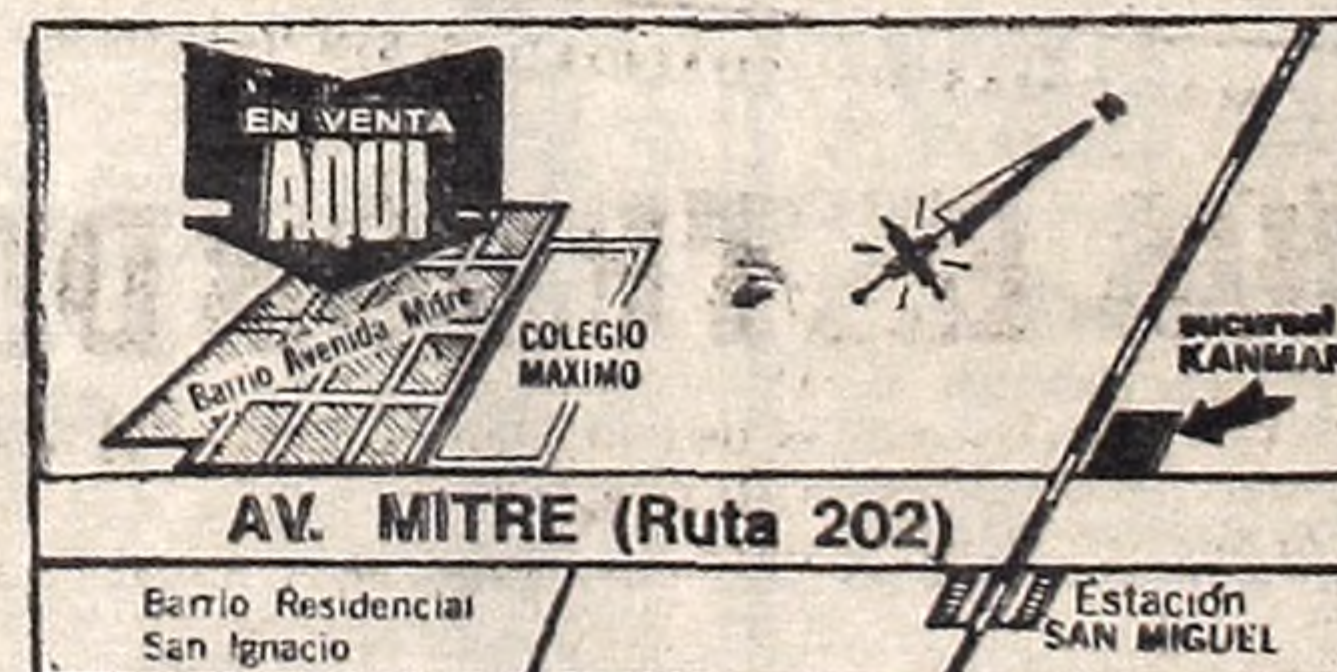 EN VENTA
AQUI
Barrio Avenida Mitre
COLEGIO
MAXIMO
sucursal
AV. MITRE (Ruta 202)
Barrio Residencial
San Ignacio
Estación
SAN MIGUEL